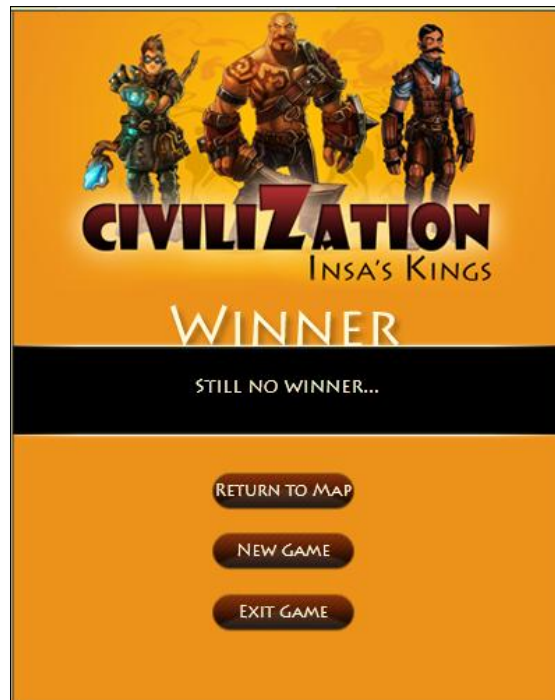 CIVILIZATION
INSA'S KINGS
WINNER
STILL NO WINNER...
RETURN TO MAP
NEW GAME
EXIT GAME